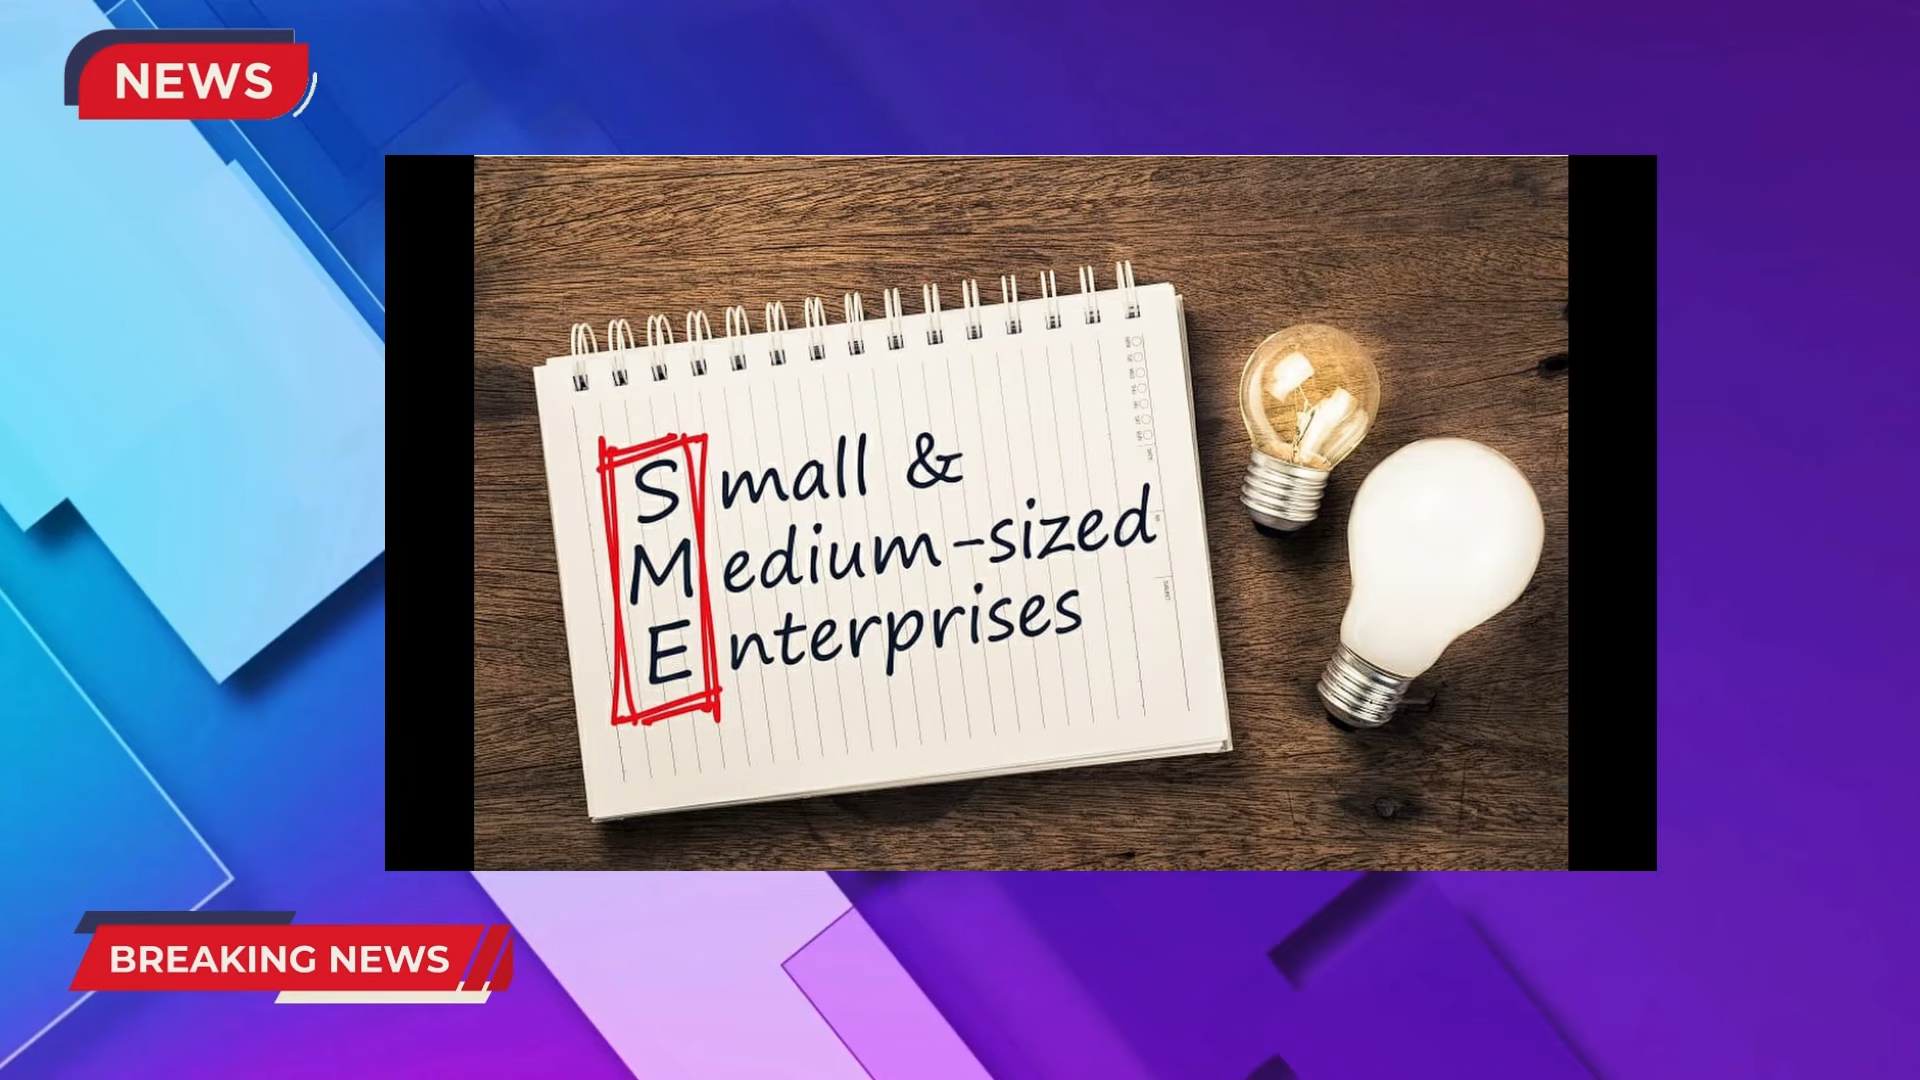 NEWS
Small &
Medium-sized
Enterprises
BREAKING NEWS